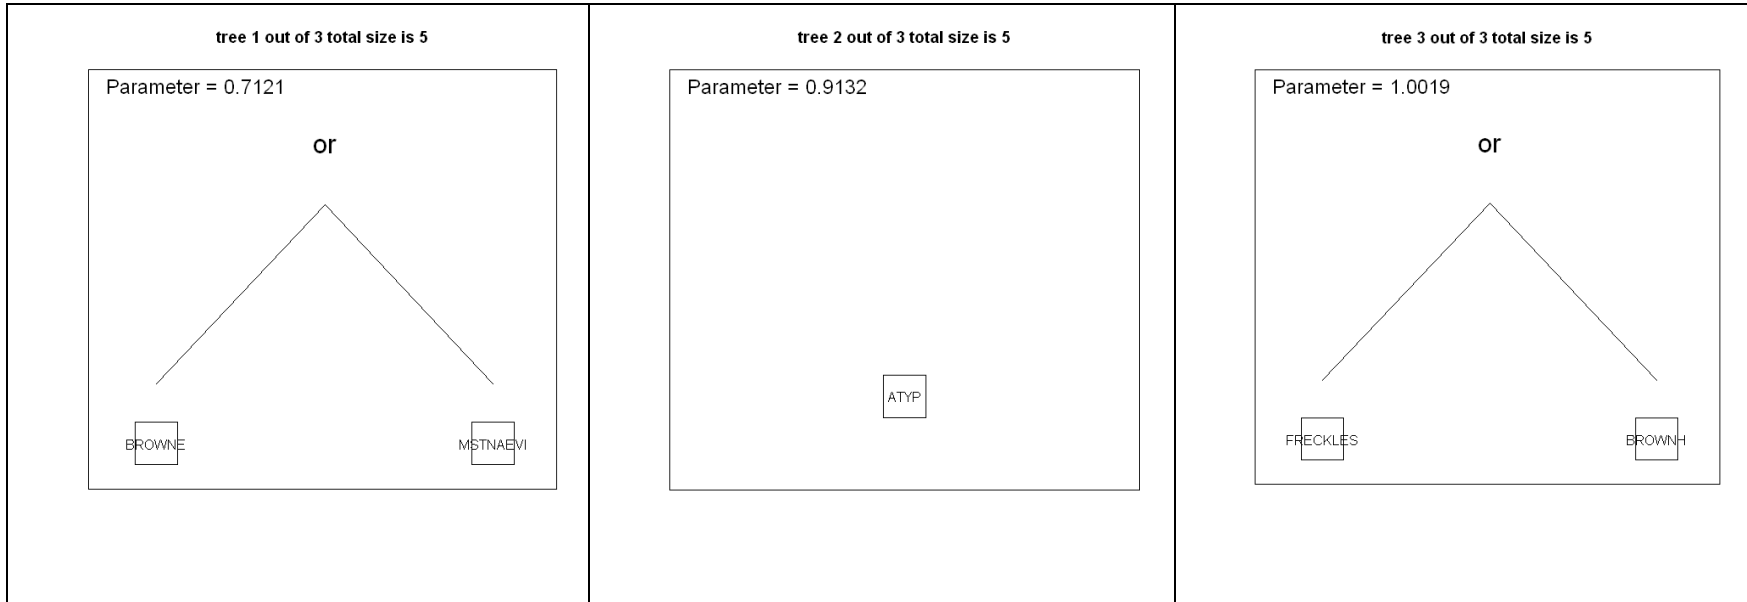 tree 1 out of 3 total size is 5
Parameter = 0.7121
or
BROWNE
MSTNAEVI
tree 2 out of 3 total size is 5
Parameter = 0.9132
ATYP
tree 3 out of 3 total size is 5
Parameter = 1.0019
or
FRECKLES
BROWNH